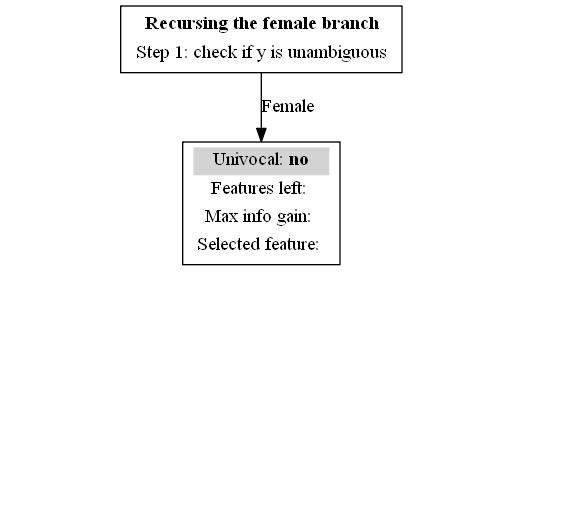 Recursing the female branch
Step 1: check if y is unambiguous
Female
Univocal: no
Features left:
Max info gain:
Selected feature: